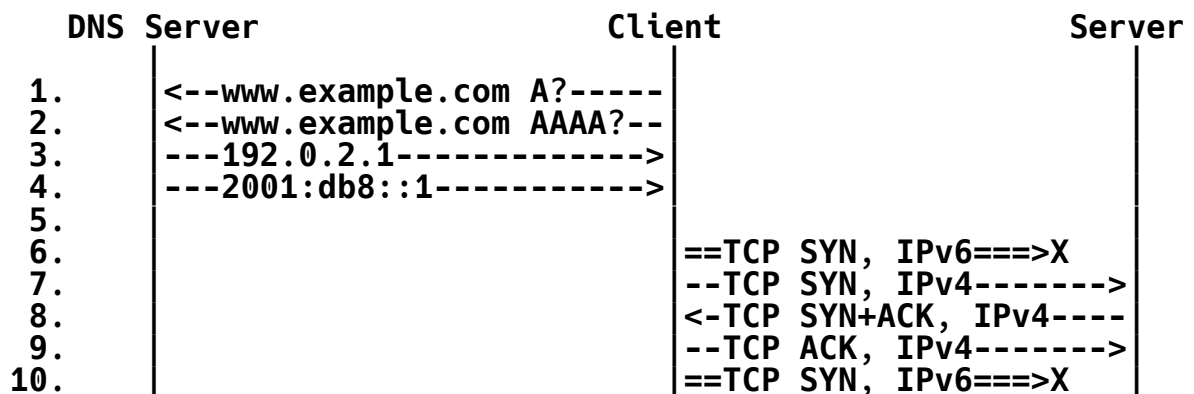 DNS Server                    Client                      Server
     |                           |                           |
 1.  |<--www.example.com A?-----|                           |
 2.  |<--www.example.com AAAA?--|                           |
 3.  |---192.0.2.1------------->|                           |
 4.  |---2001:db8::1----------->|                           |
 5.  |                          |                           |
 6.  |                          |==TCP SYN, IPv6===>X       |
 7.  |                          |--TCP SYN, IPv4------->|
 8.  |                          |<-TCP SYN+ACK, IPv4----|
 9.  |                          |--TCP ACK, IPv4------->|
10.  |                          |==TCP SYN, IPv6===>X       |